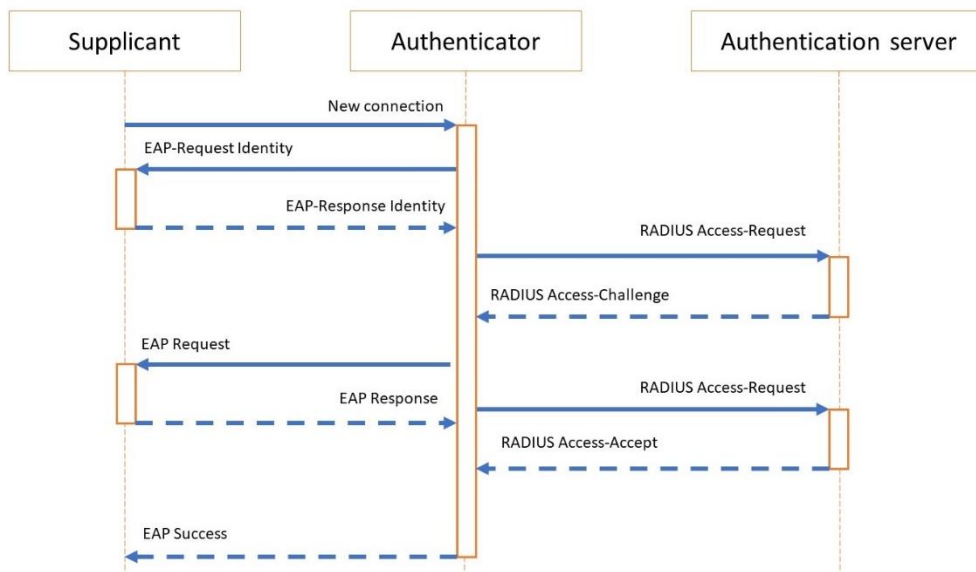 Supplicant
Authenticator
Authentication server
New connection
EAP-Request Identity
EAP-Response Identity
RADIUS Access-Request
RADIUS Access-Challenge
EAP Request
RADIUS Access-Request
EAP Response
RADIUS Access-Accept
EAP Success